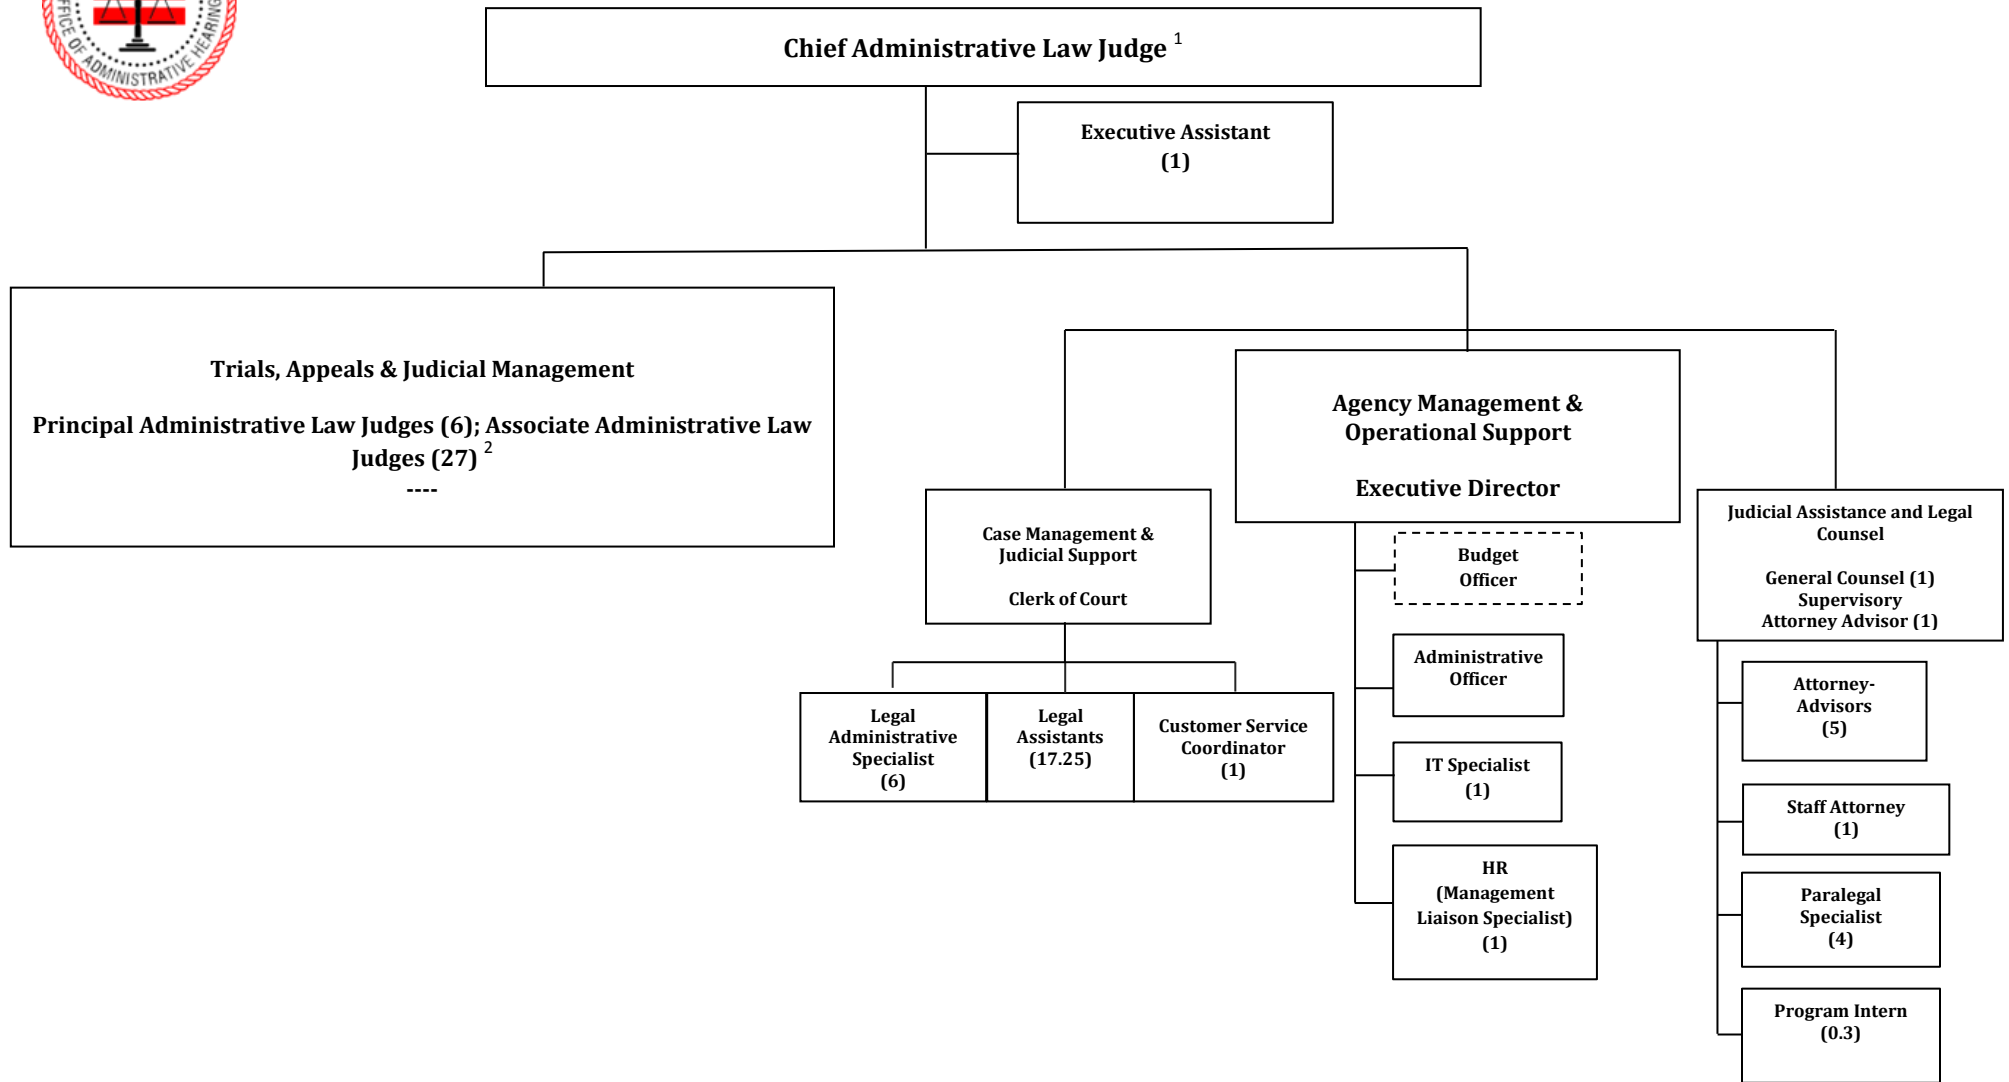 OFFICE OF ADMINISTRATIVE HEARING
Chief Administrative Law Judge 1
Executive Assistant
(1)
Trials, Appeals & Judicial Management
Principal Administrative Law Judges (6); Associate Administrative Law
Judges (27) 2
----
Agency Management &
Operational Support
Executive Director
Case Management &
Judicial Support
Clerk of Court
Legal
Administrative
Specialist
(6)
Legal
Assistants
(17.25)
Customer Service
Coordinator
(1)
Budget
Officer
Administrative
Officer
IT Specialist
(1)
HR
(Management
Liaison Specialist)
(1)
Judicial Assistance and Legal
Counsel
General Counsel (1)
Supervisory
Attorney Advisor (1)
Attorney-
Advisors
(5)
Staff Attorney
(1)
Paralegal
Specialist
(4)
Program Intern
(0.3)